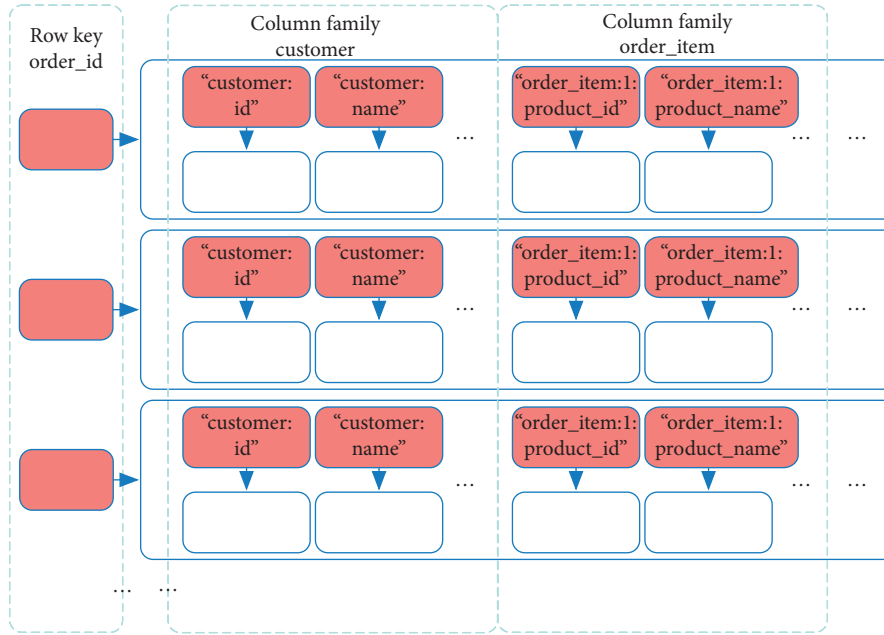 Row key
order_id
Column family
customer
Column family
order_item
“customer:
id”
“customer:
name”
…
“order_item:1:
product_id”
“order_item:1:
product_name”
…
…
“customer:
id”
“customer:
name”
…
“order_item:1:
product_id”
“order_item:1:
product_name”
…
…
“customer:
id”
“customer:
name”
…
“order_item:1:
product_id”
“order_item:1:
product_name”
…
…
…
…